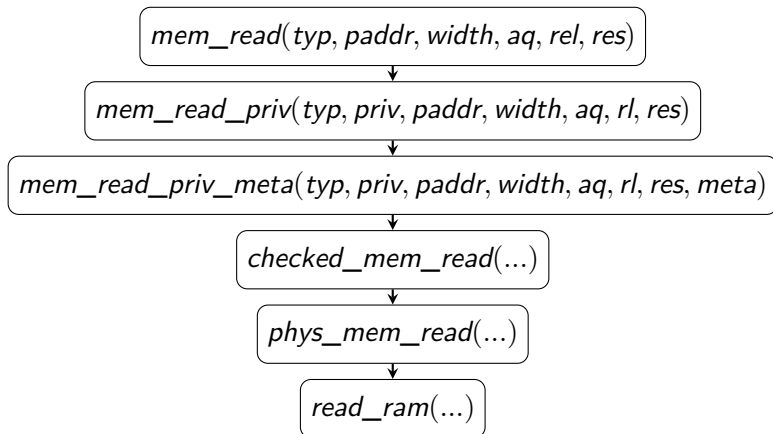 mem_read(typ, paddr, width, aq, rel, res)
mem_read_priv(typ, priv, paddr, width, aq, rl, res)
mem_read_priv_meta(typ, priv, paddr, width, aq, rl, res, meta)
checked_mem_read(...)
phys_mem_read(...)
read_ram(...)